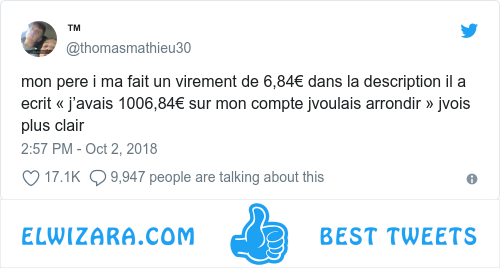 ™
@thomasmathieu30
mon pere i ma fait un virement de 6,84€ dans la description il a
ecrit « j’avais 1006,84€ sur mon compte jvoulais arrondir » jvois
plus clair
2:57 PM - Oct 2, 2018
17.1K 9,947 people are talking about this
ELWIZARA.COM BEST TWEETS